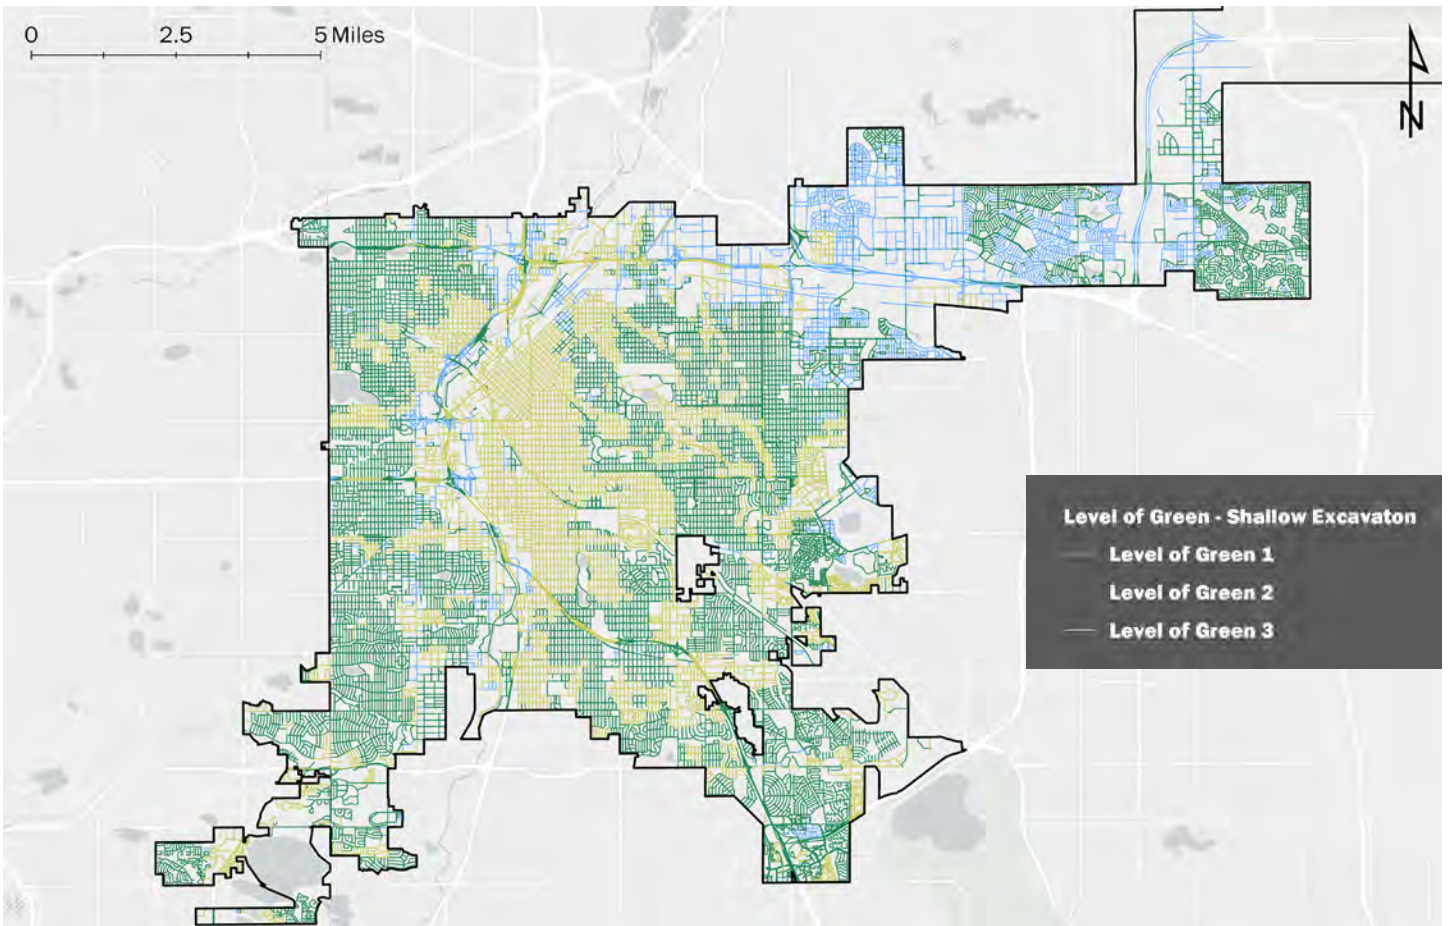 0 2.5 5 Miles
N
Level of Green - Shallow Excavaton
Level of Green 1
Level of Green 2
Level of Green 3